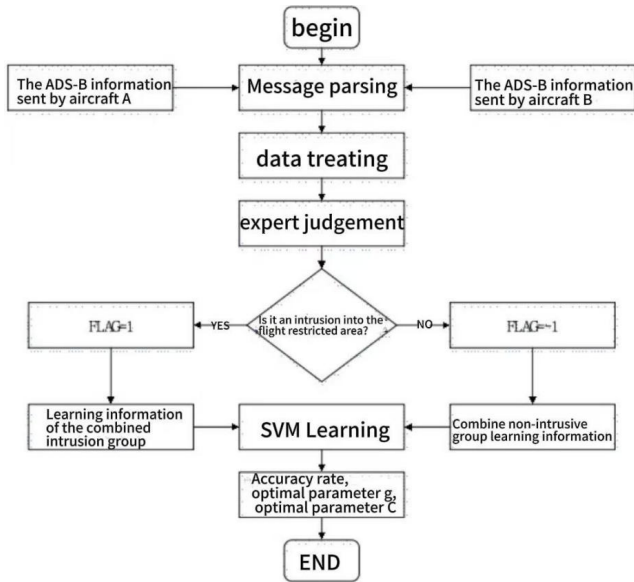 begin
The ADS-B information
sent by aircraft A
Message parsing
The ADS-B information
sent by aircraft B
data treating
expert judgement
Is it an intrusion into the
flight restricted area?
YES
NO
FLAG=1
FLAG=-1
Learning information
of the combined
intrusion group
SVM Learning
Combine non-intrusive
group learning information
Accuracy rate,
optimal parameter g,
optimal parameter C
END